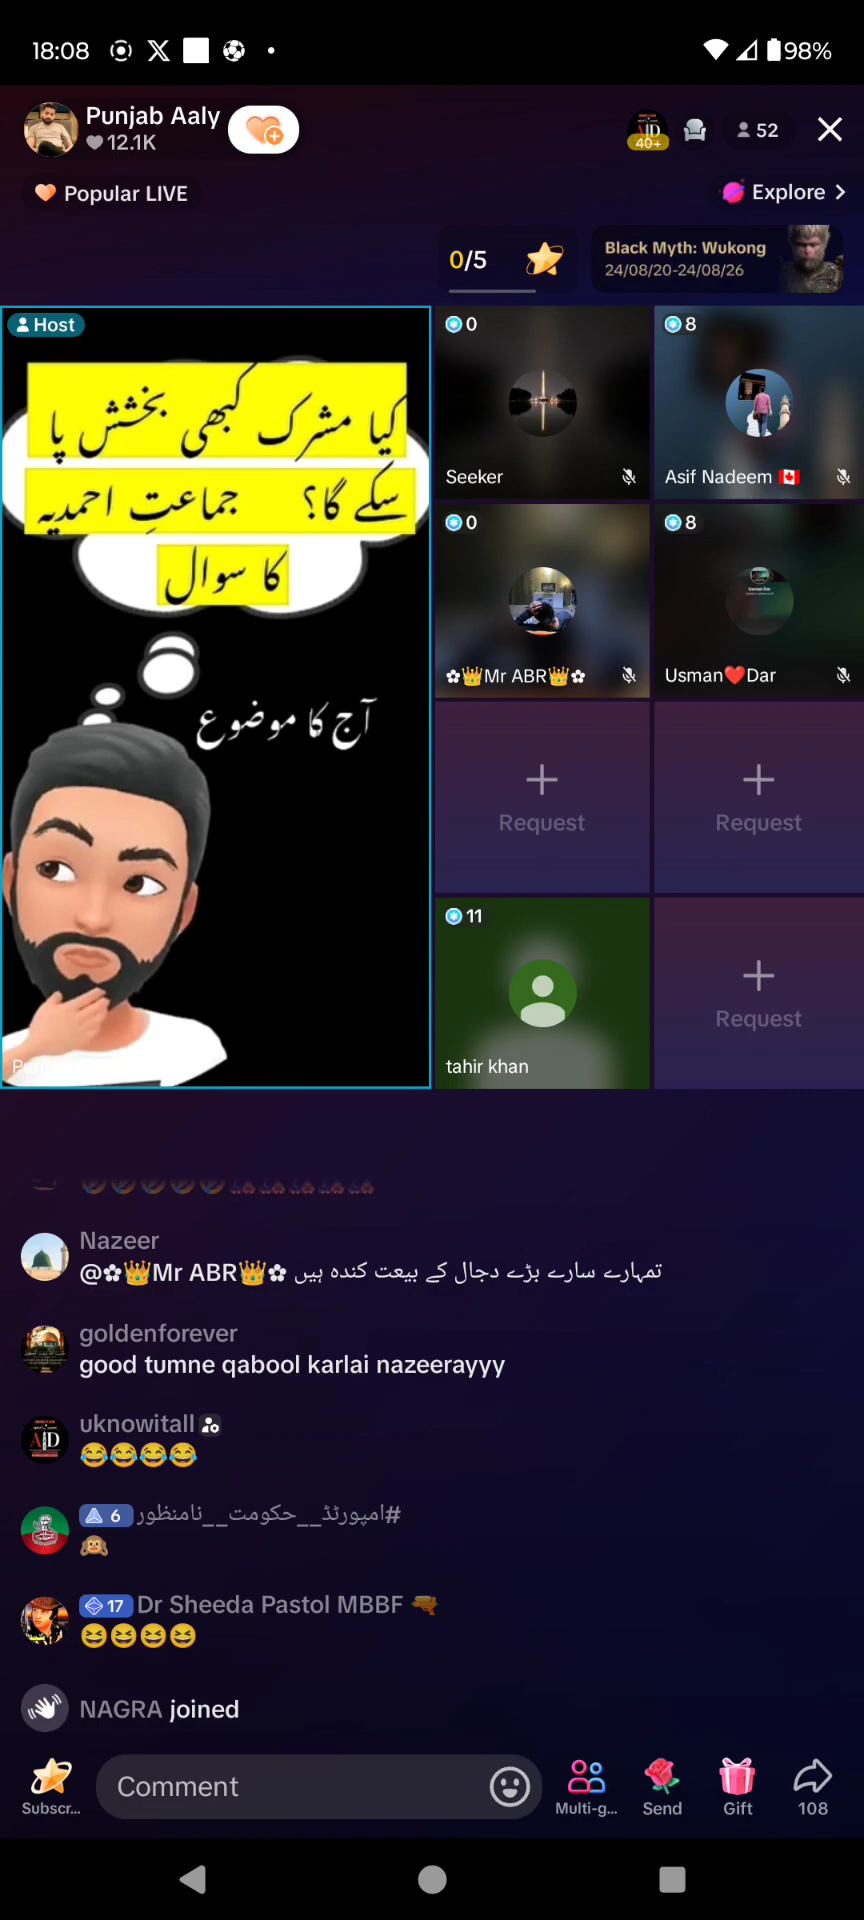 18:08
98%
Punjab Aaly
12.1K
40+
52
Popular LIVE
Explore
0/5
Black Myth: Wukong
24/08/20-24/08/26
Host
کیا مشرک کبھی بخشش پا
سکے گا؟ جماعتِ احمدیہ
کا سوال
آج کا موضوع
0
Seeker
8
Asif Nadeem 🇨🇦
0
✿👑Mr ABR👑✿
8
Usman❤️Dar
Request
Request
11
tahir khan
Request
Nazeer
@✿👑Mr ABR👑✿ تمہارے سارے بڑے دجال کے بیعت کندہ ہیں
goldenforever
good tumne qabool karlai nazeerayyy
uknowitall
😂😂😂😂
6 #امپورٹڈ__حکومت__نامنظور
🙊
17 Dr Sheeda Pastol MBBF 🔫
😆😆😆😆
NAGRA joined
Subscr...
Comment
Multi-g...
Send
Gift
108